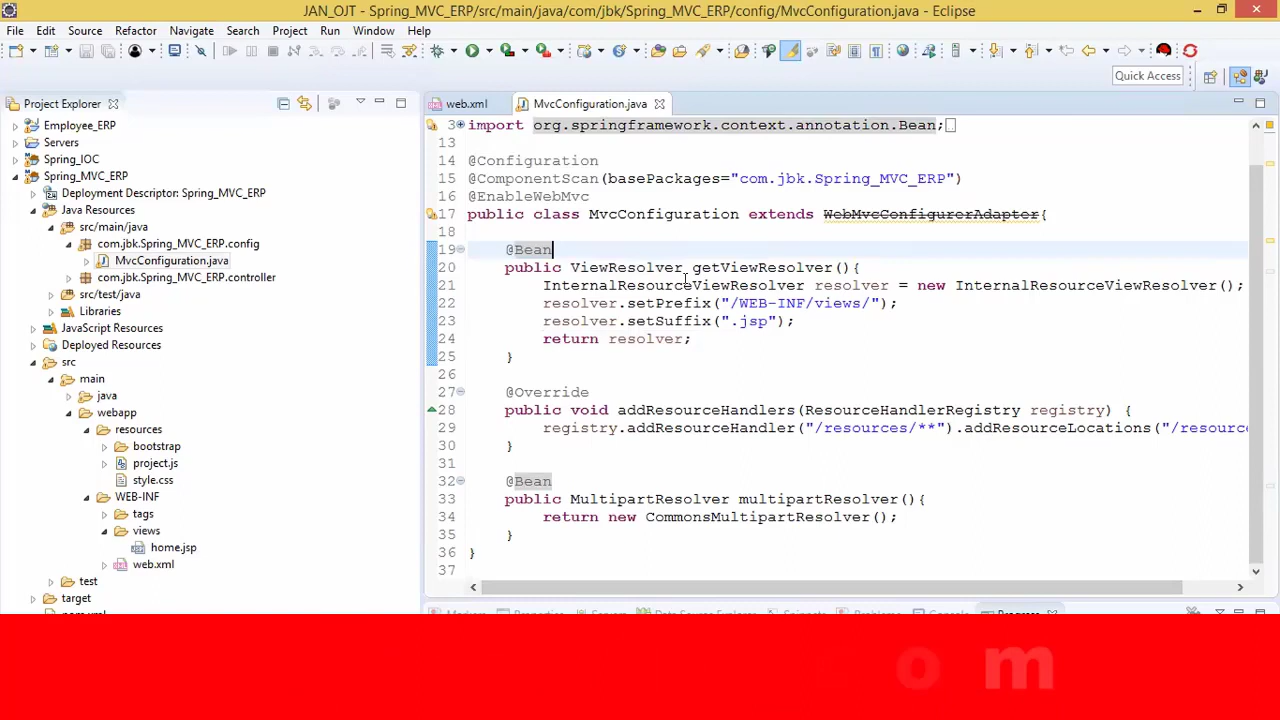 JAN_OJT - Spring_MVC_ERP/src/main/java/com/jbk/Spring_MVC_ERP/config/MvcConfiguration.java - Eclipse
File Edit Source Refactor Navigate Search Project Run Window Help
Quick Access
Project Explorer
Employee_ERP
Servers
Spring_IOC
Spring_MVC_ERP
Deployment Descriptor: Spring_MVC_ERP
Java Resources
src/main/java
com.jbk.Spring_MVC_ERP.config
MvcConfiguration.java
com.jbk.Spring_MVC_ERP.controller
src/test/java
Libraries
JavaScript Resources
Deployed Resources
src
main
java
webapp
resources
bootstrap
project.js
style.css
WEB-INF
tags
views
home.jsp
web.xml
test
target
web.xml MvcConfiguration.java
3 import org.springframework.context.annotation.Bean;
13
14 @Configuration
15 @ComponentScan(basePackages="com.jbk.Spring_MVC_ERP")
16 @EnableWebMvc
17 public class MvcConfiguration extends WebMvcConfigurerAdapter{
18
19 @Bean
20 public ViewResolver getViewResolver(){
21 InternalResourceViewResolver resolver = new InternalResourceViewResolver();
22 resolver.setPrefix("/WEB-INF/views/");
23 resolver.setSuffix(".jsp");
24 return resolver;
25 }
26
27 @Override
28 public void addResourceHandlers(ResourceHandlerRegistry registry) {
29 registry.addResourceHandler("/resources/**").addResourceLocations("/resourc
30 }
31
32 @Bean
33 public MultipartResolver multipartResolver(){
34 return new CommonsMultipartResolver();
35 }
36 }
37
o m